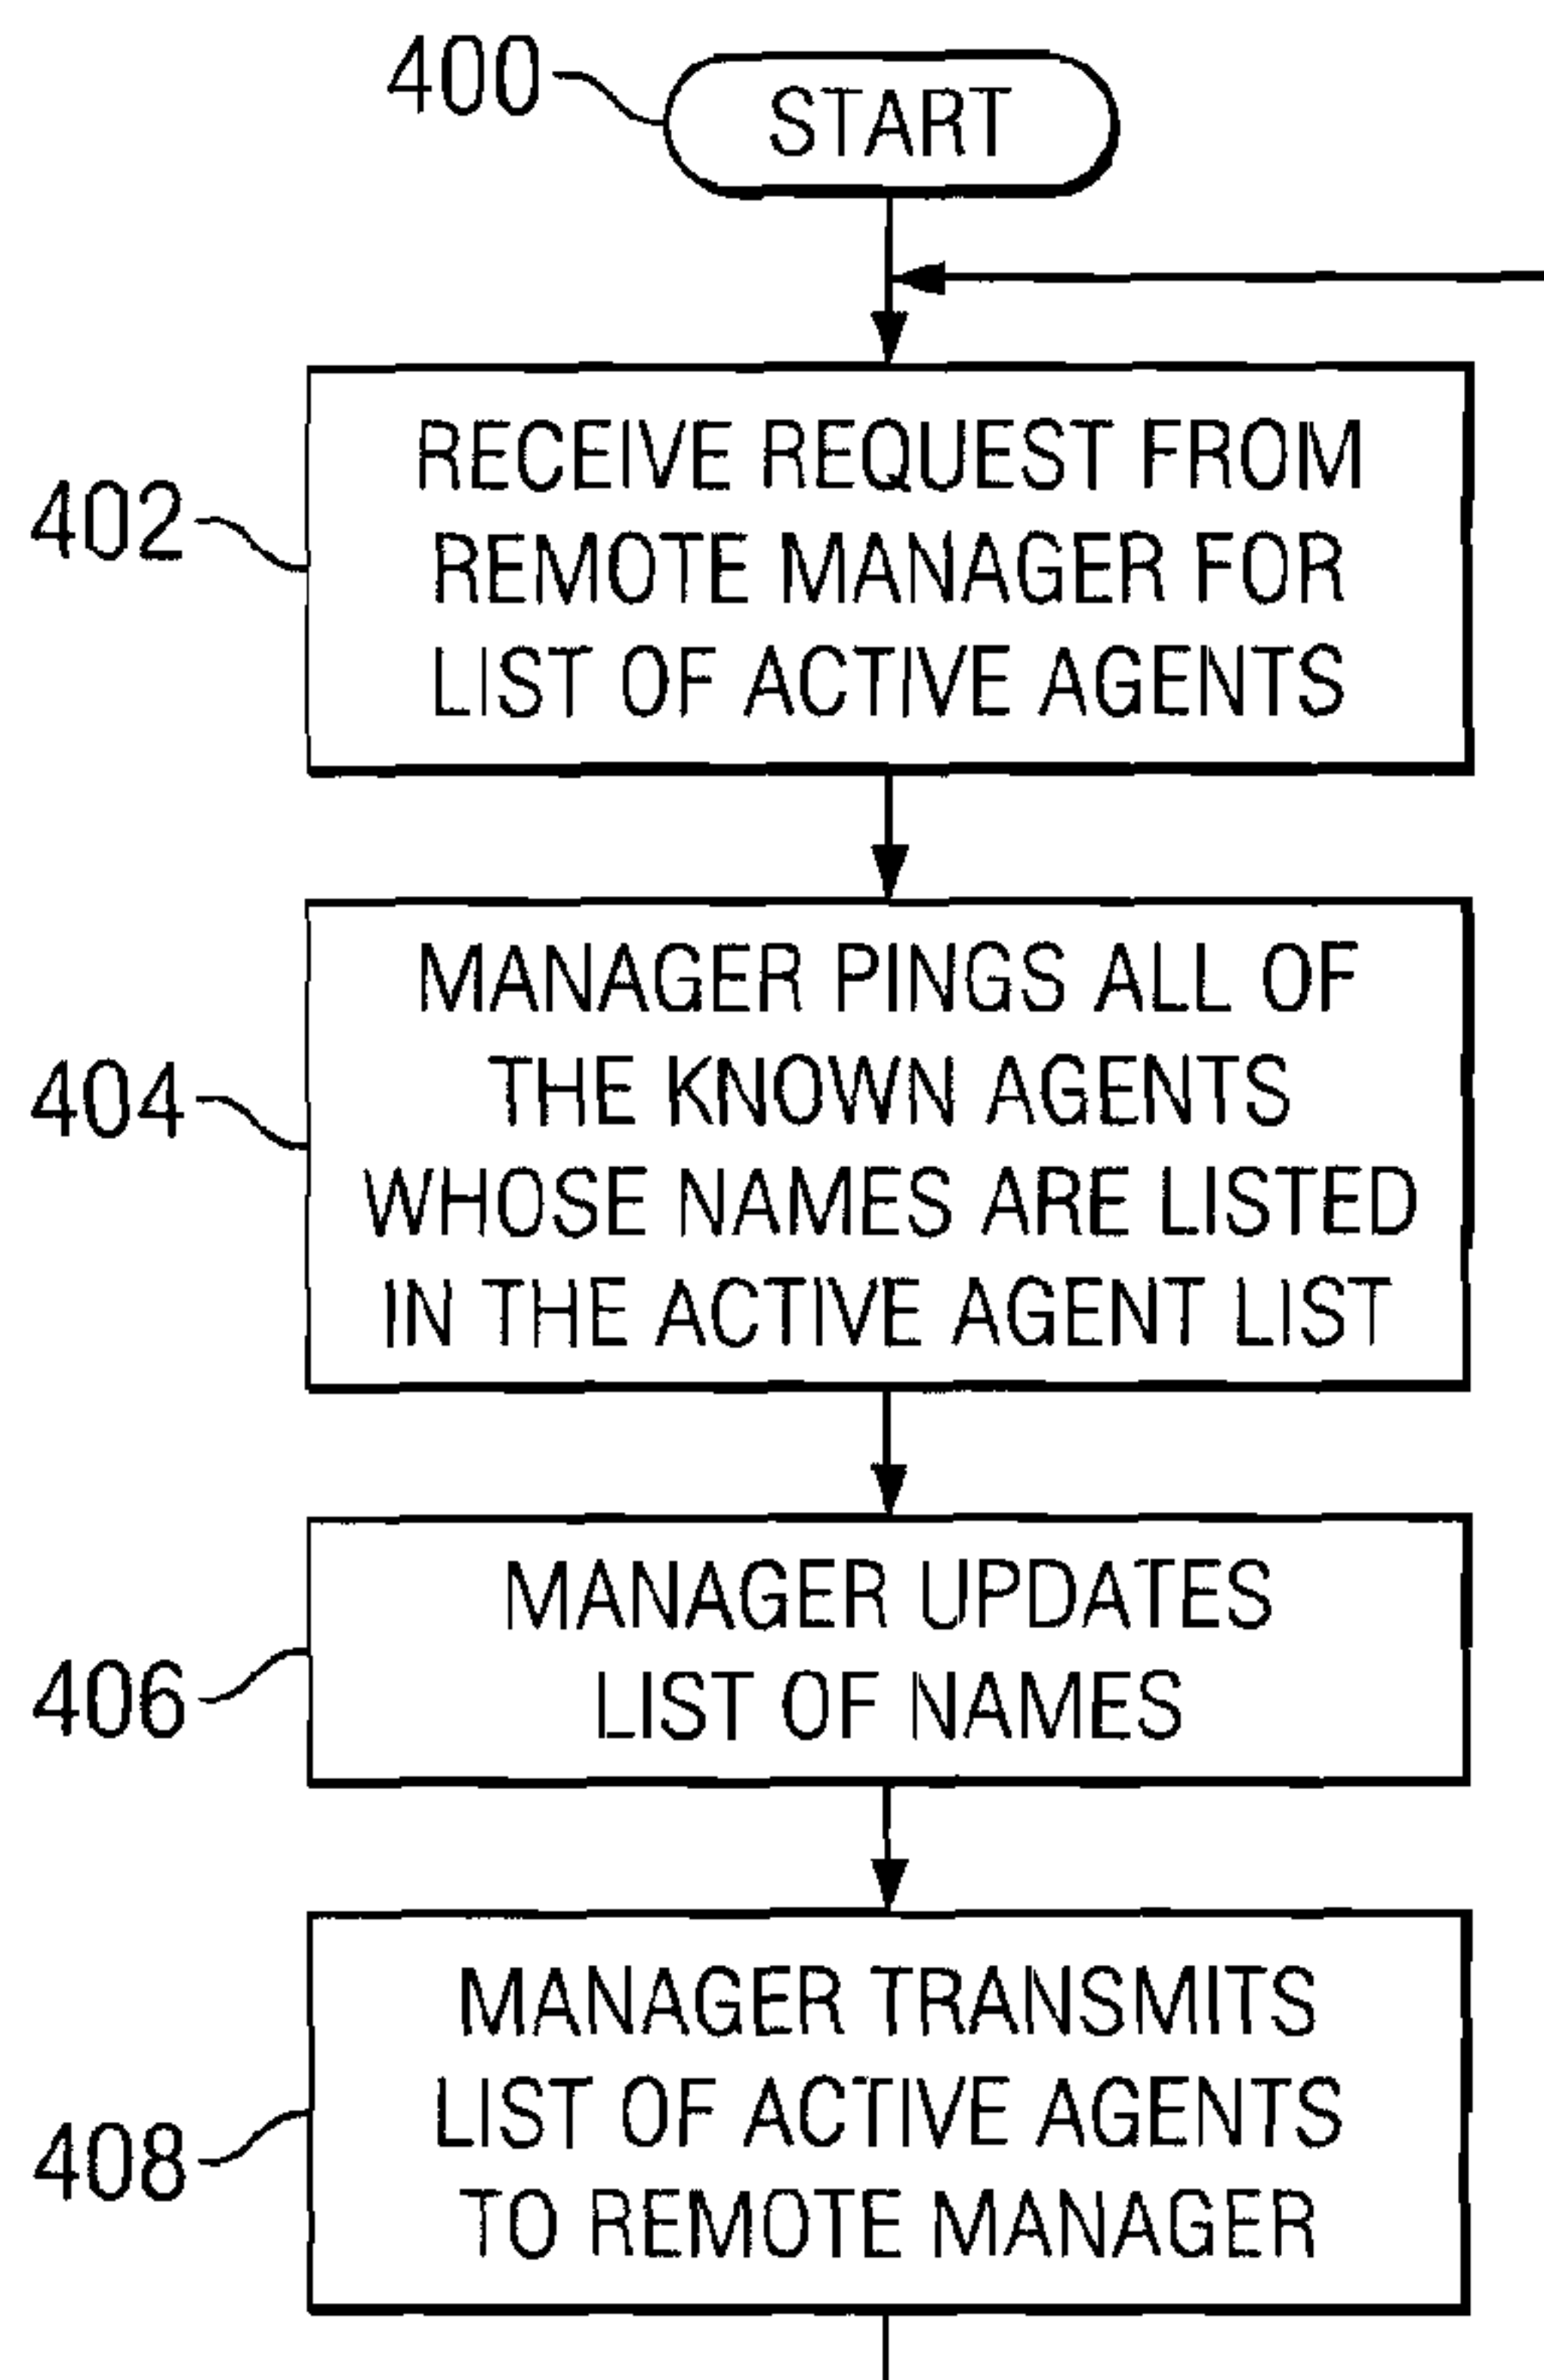 400
START
402
RECEIVE REQUEST FROM
REMOTE MANAGER FOR
LIST OF ACTIVE AGENTS
404
MANAGER PINGS ALL OF
THE KNOWN AGENTS
WHOSE NAMES ARE LISTED
IN THE ACTIVE AGENT LIST
406
MANAGER UPDATES
LIST OF NAMES
408
MANAGER TRANSMITS
LIST OF ACTIVE AGENTS
TO REMOTE MANAGER